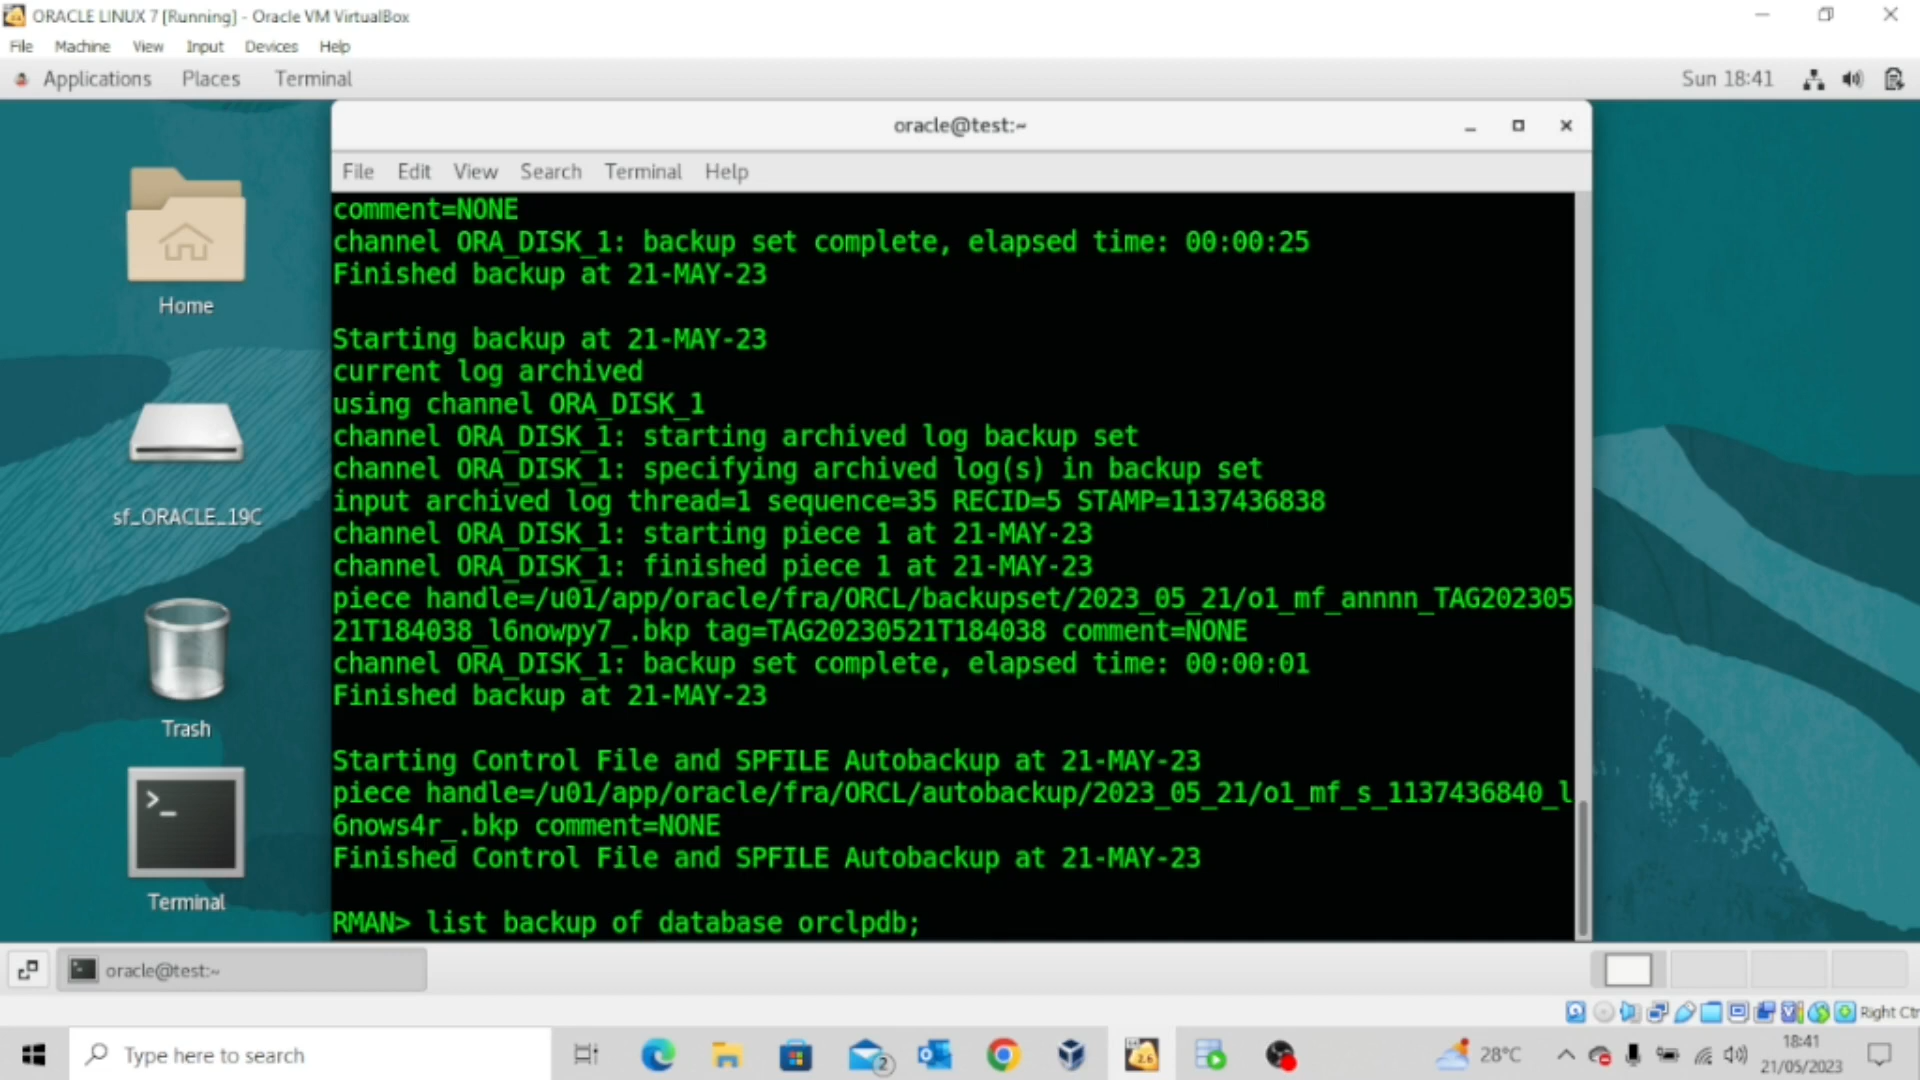 ORACLE LINUX 7 [Running] - Oracle VM VirtualBox
File Machine View Input Devices Help
Applications Places Terminal
Sun 18:41
oracle@test:~
File Edit View Search Terminal Help
comment=NONE
channel ORA_DISK_1: backup set complete, elapsed time: 00:00:25
Finished backup at 21-MAY-23
Starting backup at 21-MAY-23
current log archived
using channel ORA_DISK_1
channel ORA_DISK_1: starting archived log backup set
channel ORA_DISK_1: specifying archived log(s) in backup set
input archived log thread=1 sequence=35 RECID=5 STAMP=1137436838
channel ORA_DISK_1: starting piece 1 at 21-MAY-23
channel ORA_DISK_1: finished piece 1 at 21-MAY-23
piece handle=/u01/app/oracle/fra/ORCL/backupset/2023_05_21/o1_mf_annnn_TAG202305
21T184038_l6nowpy7_.bkp tag=TAG20230521T184038 comment=NONE
channel ORA_DISK_1: backup set complete, elapsed time: 00:00:01
Finished backup at 21-MAY-23
Starting Control File and SPFILE Autobackup at 21-MAY-23
piece handle=/u01/app/oracle/fra/ORCL/autobackup/2023_05_21/o1_mf_s_1137436840_l
6nows4r_.bkp comment=NONE
Finished Control File and SPFILE Autobackup at 21-MAY-23
RMAN> list backup of database orclpdb;
Home
sf_ORACLE_19C
Trash
>_
Terminal
oracle@test:~
Right Ctr
Type here to search
2
2.6
28°C
18:41
21/05/2023